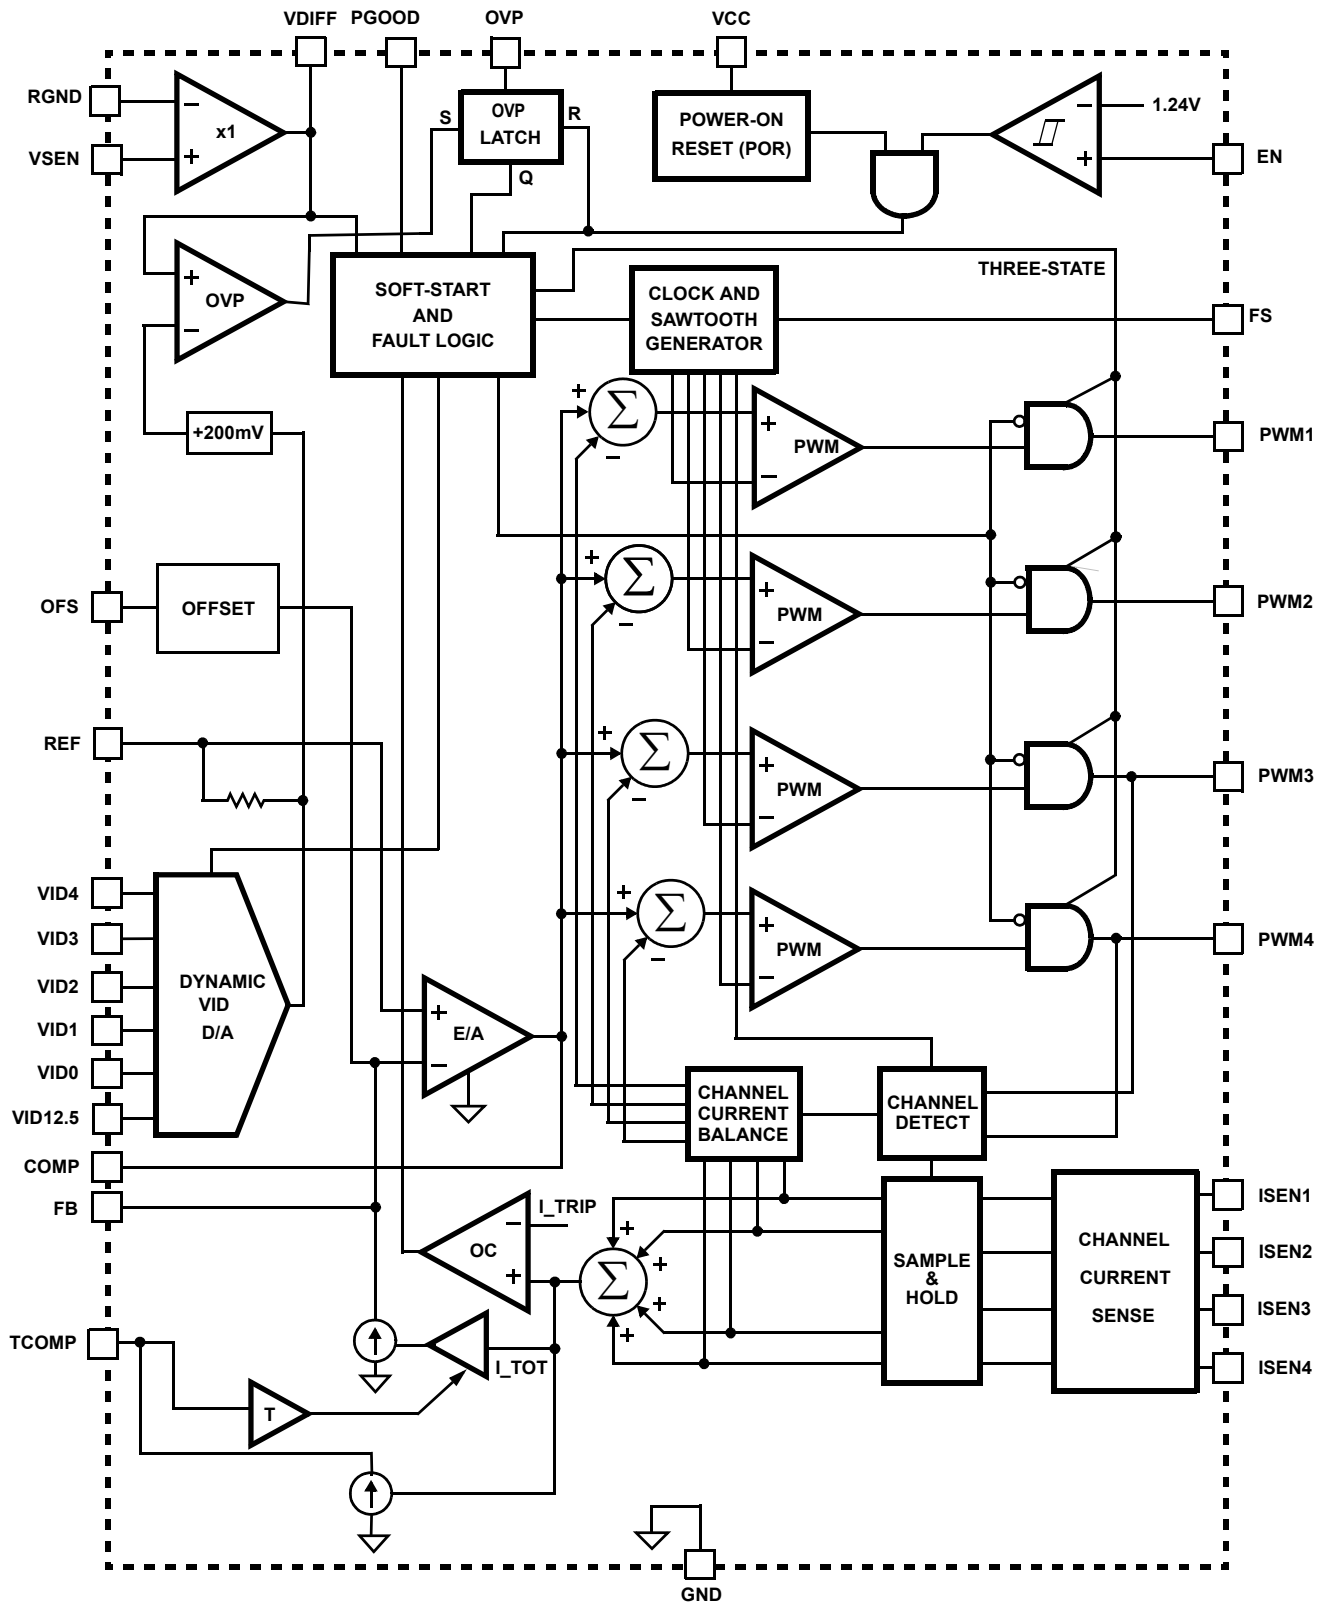 VDIFF PGOOD OVP VCC
RGND
VSEN
x1
− +
S
OVP
LATCH
R
Q
POWER-ON
RESET (POR)
− +
1.24V
EN
+ −
OVP
SOFT-START
AND
FAULT LOGIC
CLOCK AND
SAWTOOTH
GENERATOR
THREE-STATE
FS
+200mV
+ Σ −
+ PWM −
PWM1
OFS
OFFSET
+ Σ −
+ PWM −
PWM2
REF
+ Σ −
+ PWM −
PWM3
VID4
VID3
VID2
VID1
VID0
VID12.5
DYNAMIC
VID
D/A
+ E/A −
+ Σ −
+ PWM −
PWM4
COMP
FB
CHANNEL
CURRENT
BALANCE
CHANNEL
DETECT
I_TRIP
− OC +
+ + Σ + +
SAMPLE
&
HOLD
CHANNEL
CURRENT
SENSE
ISEN1
ISEN2
ISEN3
ISEN4
TCOMP
I_TOT
T
GND